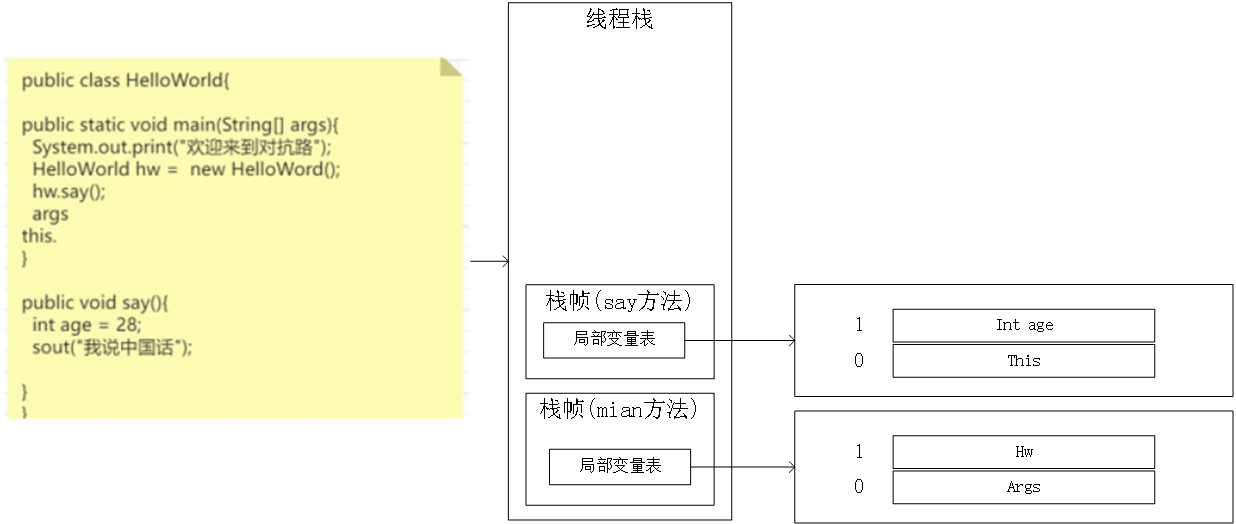 public class HelloWorld{
public static void main(String[] args){
System.out.print("欢迎来到对抗路");
HelloWorld hw = new HelloWord();
hw.say();
args
this.
}
public void say(){
int age = 28;
sout("我说中国话");
}
}
线程栈
栈帧(say方法)
局部变量表
栈帧(mian方法)
局部变量表
1 Int age
0 This
1 Hw
0 Args